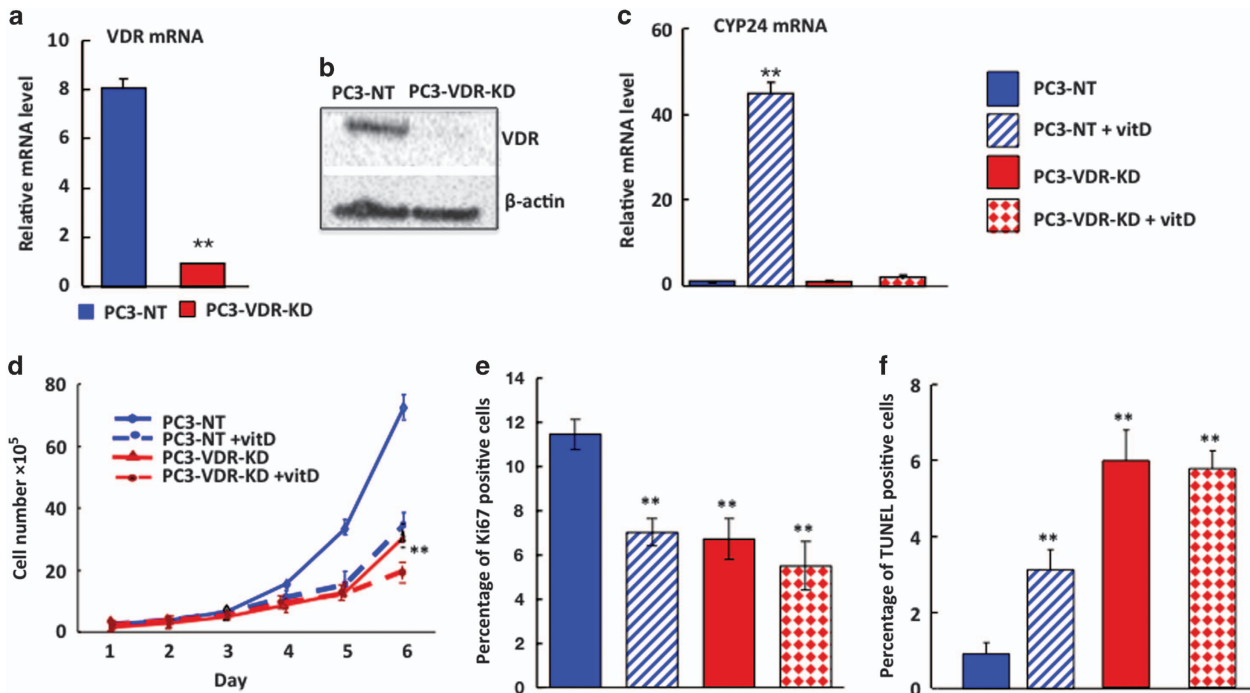 a
VDR mRNA
Relative mRNA level
10
8
6
4
2
0
**
PC3-NT
PC3-VDR-KD
b
PC3-NT PC3-VDR-KD
VDR
β-actin
c
CYP24 mRNA
Relative mRNA level
60
40
20
0
**
PC3-NT
PC3-NT + vitD
PC3-VDR-KD
PC3-VDR-KD + vitD
d
Cell number ×10⁵
80
60
40
20
0
PC3-NT
PC3-NT +vitD
PC3-VDR-KD
PC3-VDR-KD +vitD
**
1 2 3 4 5 6
Day
e
Percentage of Ki67 positive cells
14
12
10
8
6
4
2
0
**
**
**
f
Percentage of TUNEL positive cells
8
6
4
2
0
**
**
**